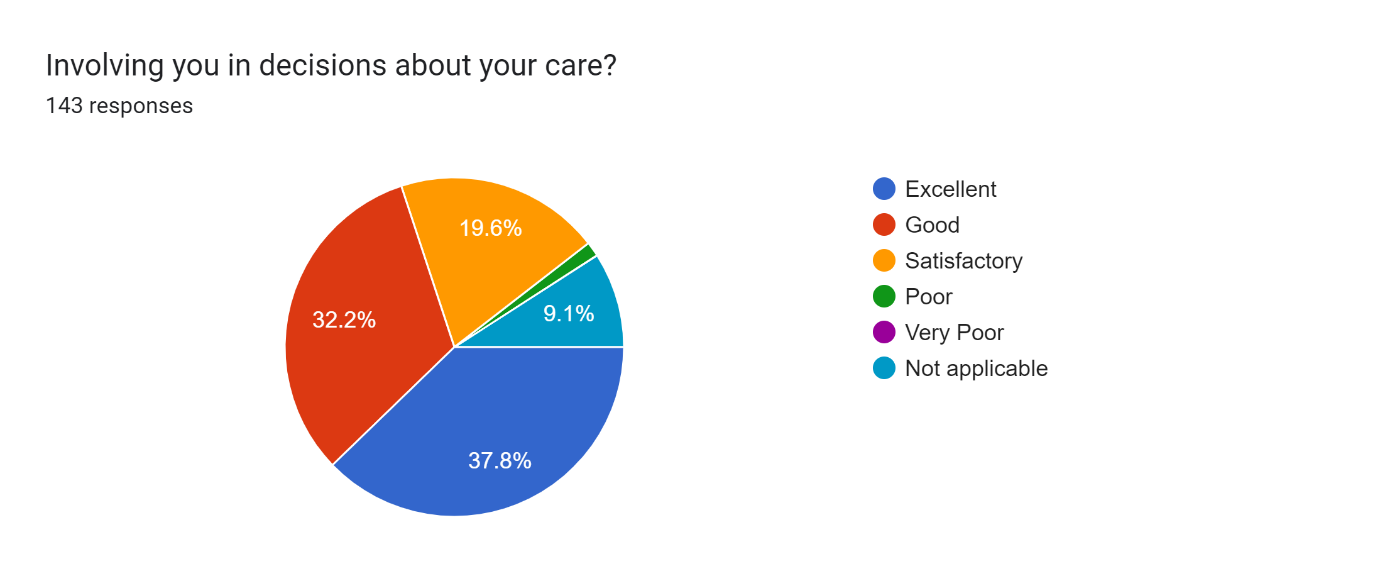 Involving you in decisions about your care?
143 responses
19.6%
9.1%
32.2%
37.8%
Excellent
Good
Satisfactory
Poor
Very Poor
Not applicable